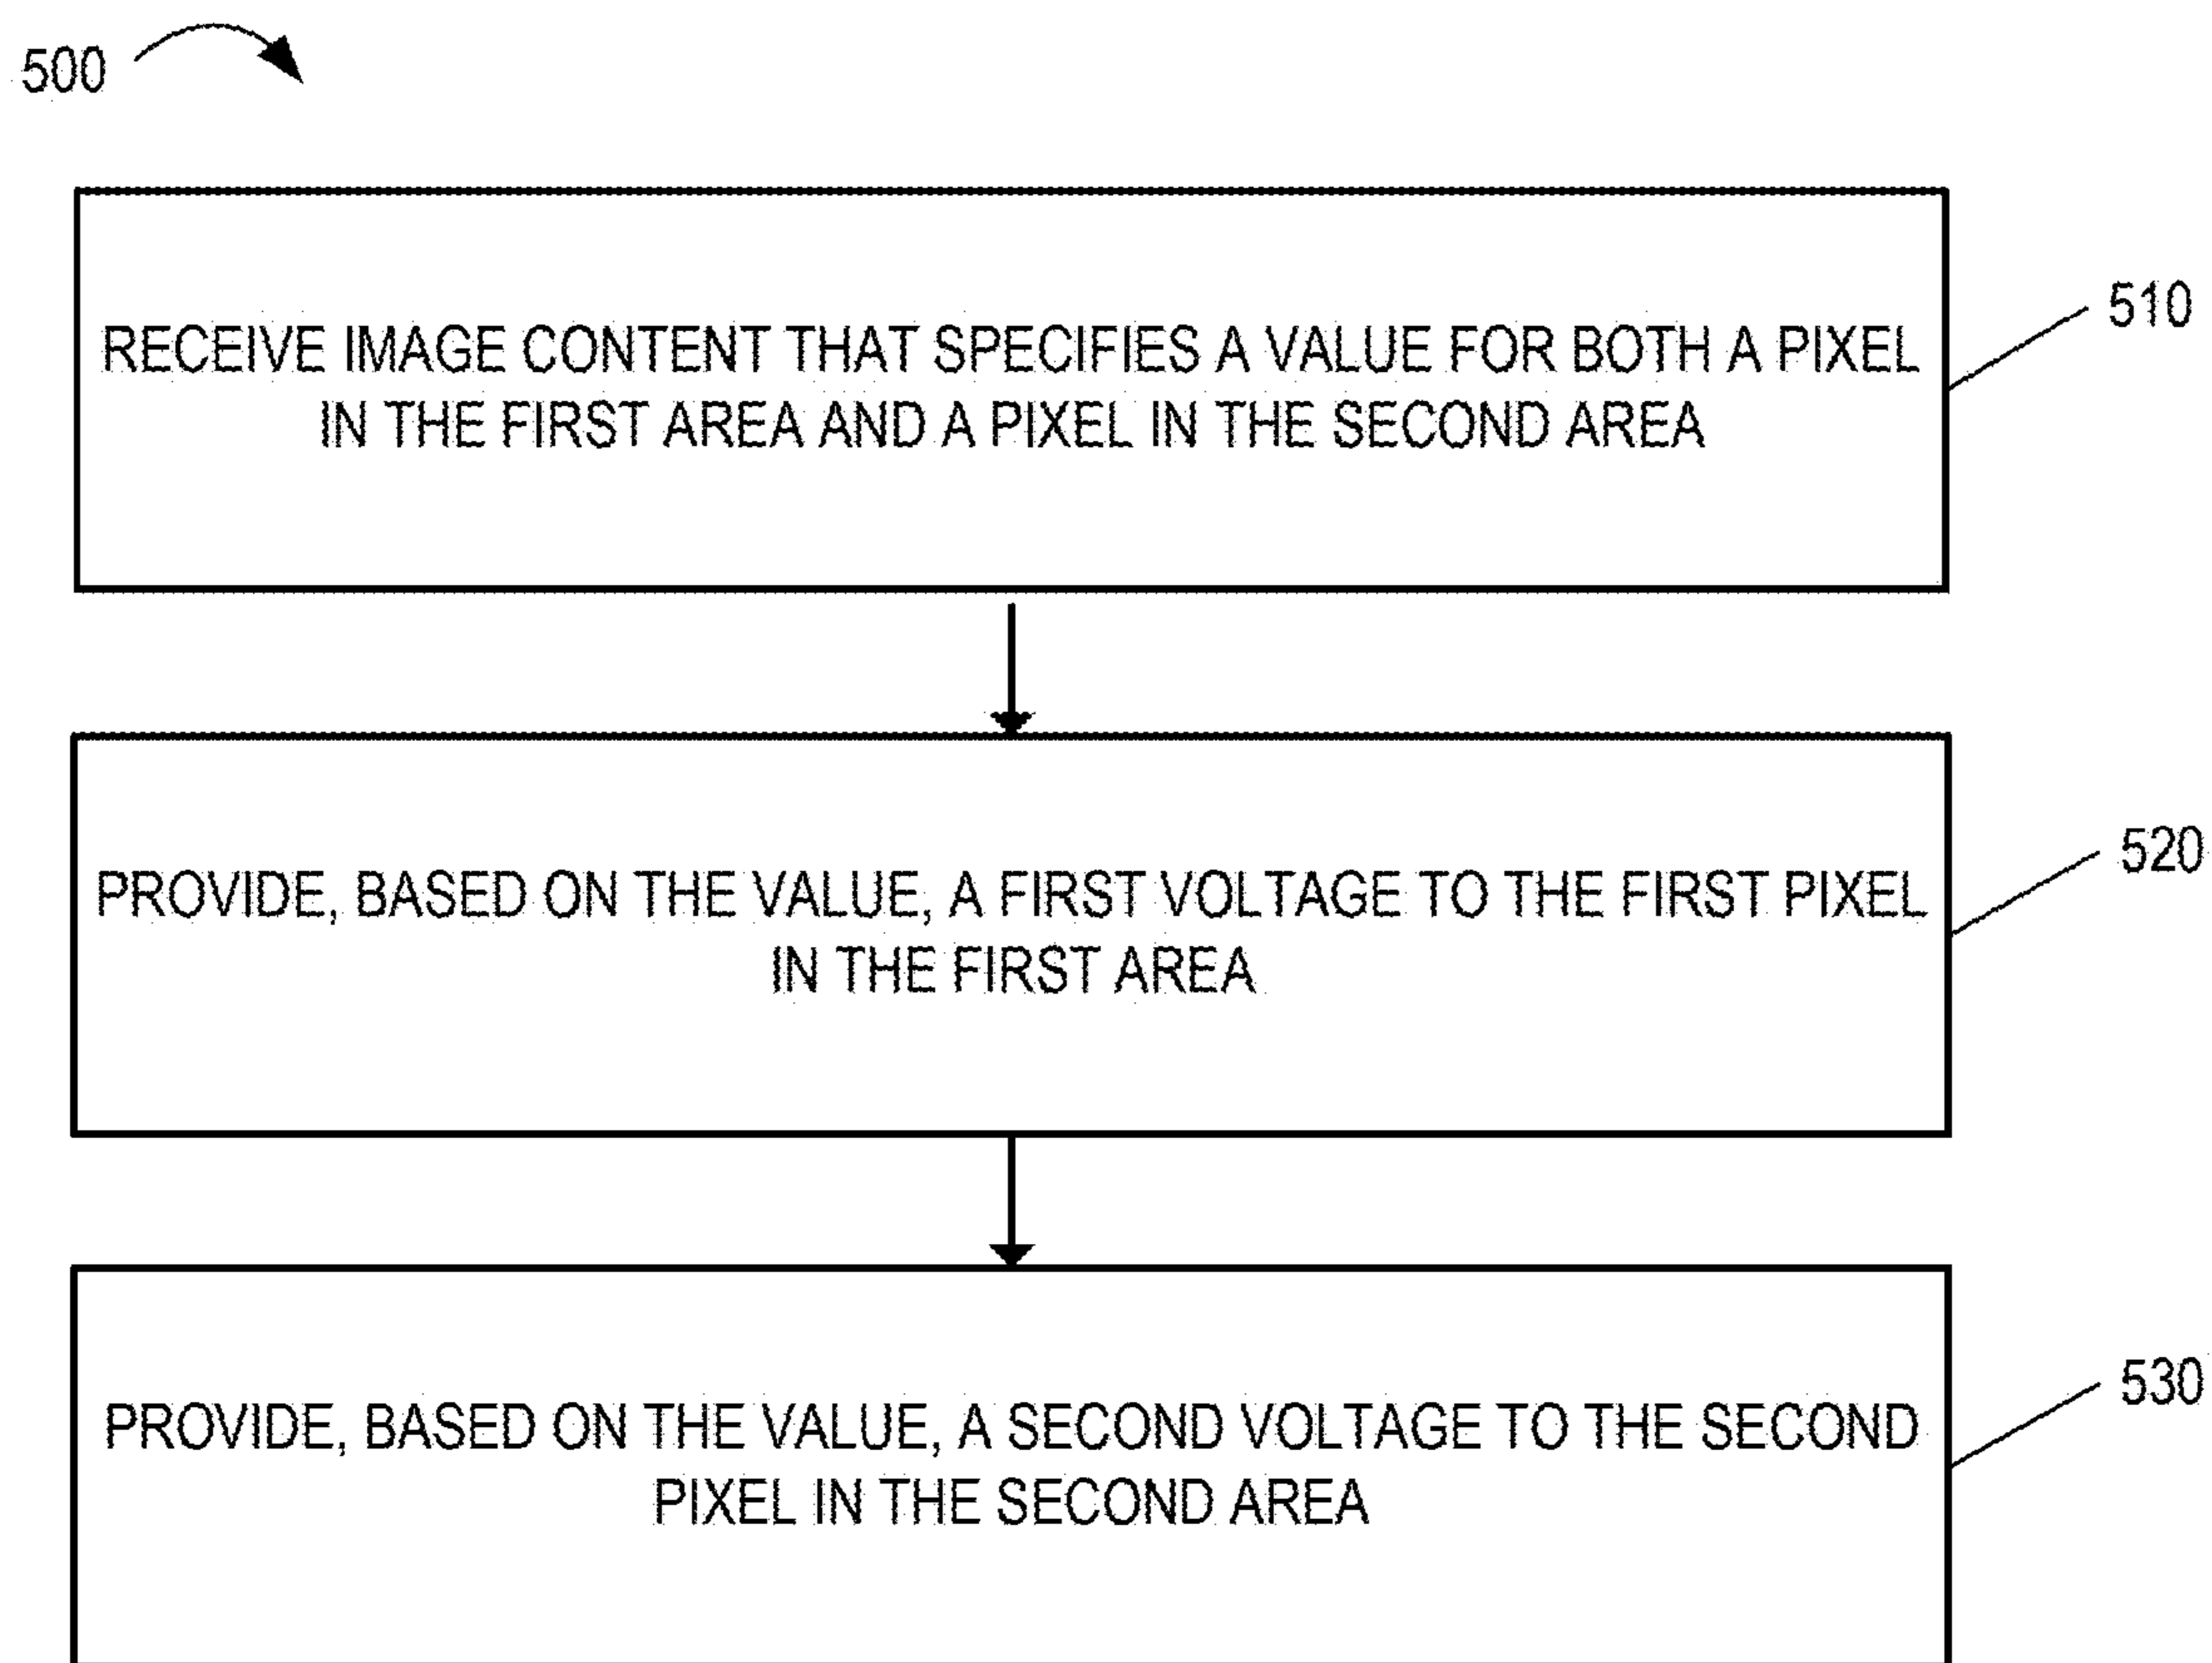 500
RECEIVE IMAGE CONTENT THAT SPECIFIES A VALUE FOR BOTH A PIXEL
IN THE FIRST AREA AND A PIXEL IN THE SECOND AREA
510
PROVIDE, BASED ON THE VALUE, A FIRST VOLTAGE TO THE FIRST PIXEL
IN THE FIRST AREA
520
PROVIDE, BASED ON THE VALUE, A SECOND VOLTAGE TO THE SECOND
PIXEL IN THE SECOND AREA
530